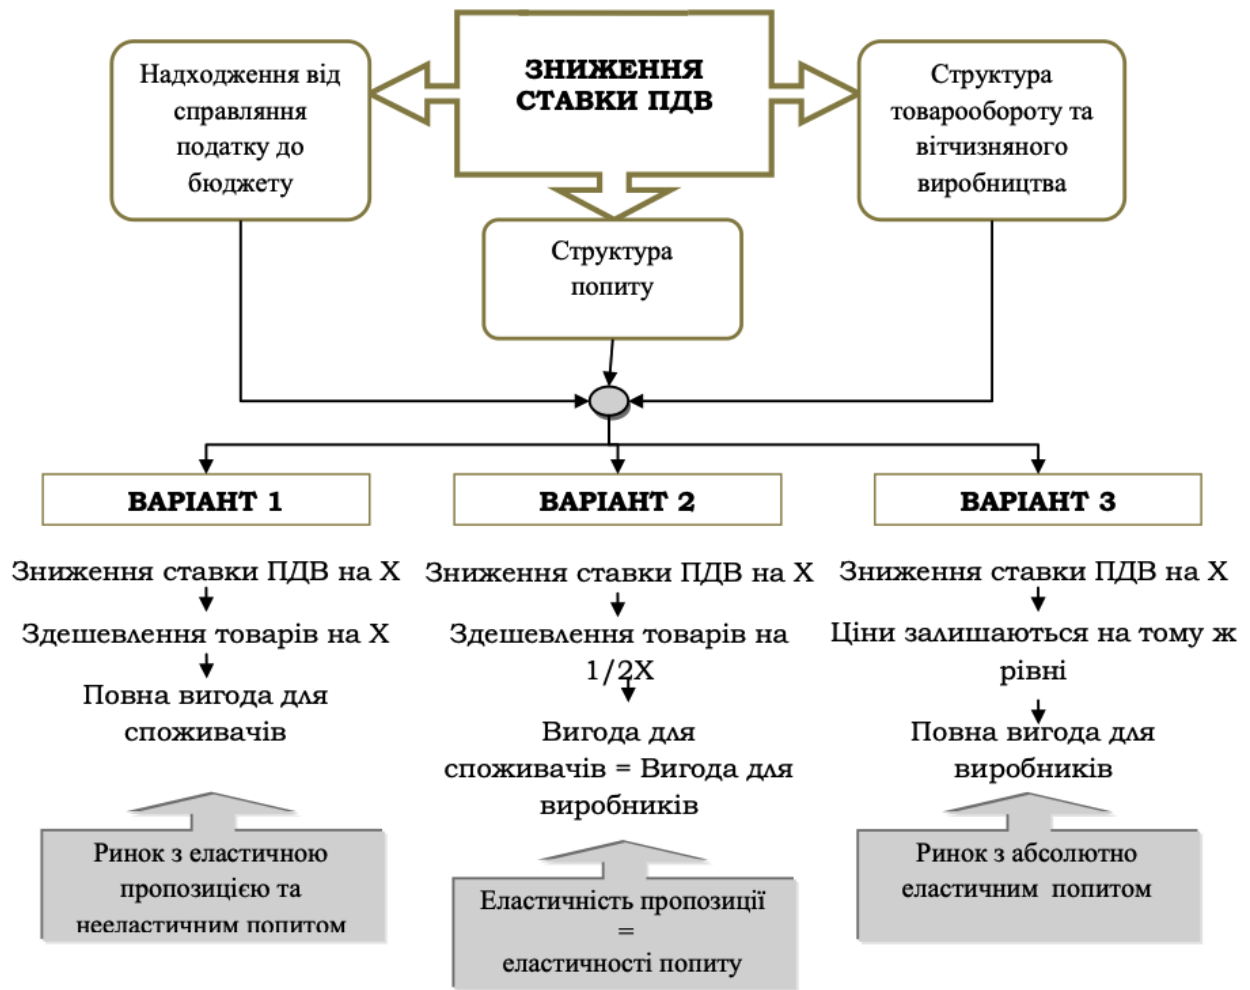 ЗНИЖЕННЯ
СТАВКИ ПДВ
Надходження від
справляння
податку до
бюджету
Структура
попиту
Структура
товарообороту та
вітчизняного
виробництва
ВАРІАНТ 1
Зниження ставки ПДВ на X
Здешевлення товарів на X
Повна вигода для
споживачів
Ринок з еластичною
пропозицією та
нееластичним попитом
ВАРІАНТ 2
Зниження ставки ПДВ на X
Здешевлення товарів на
1/2X
Вигода для
споживачів = Вигода для
виробників
Еластичність пропозиції
=
еластичності попиту
ВАРІАНТ 3
Зниження ставки ПДВ на X
Ціни залишаються на тому ж
рівні
Повна вигода для
виробників
Ринок з абсолютно
еластичним попитом